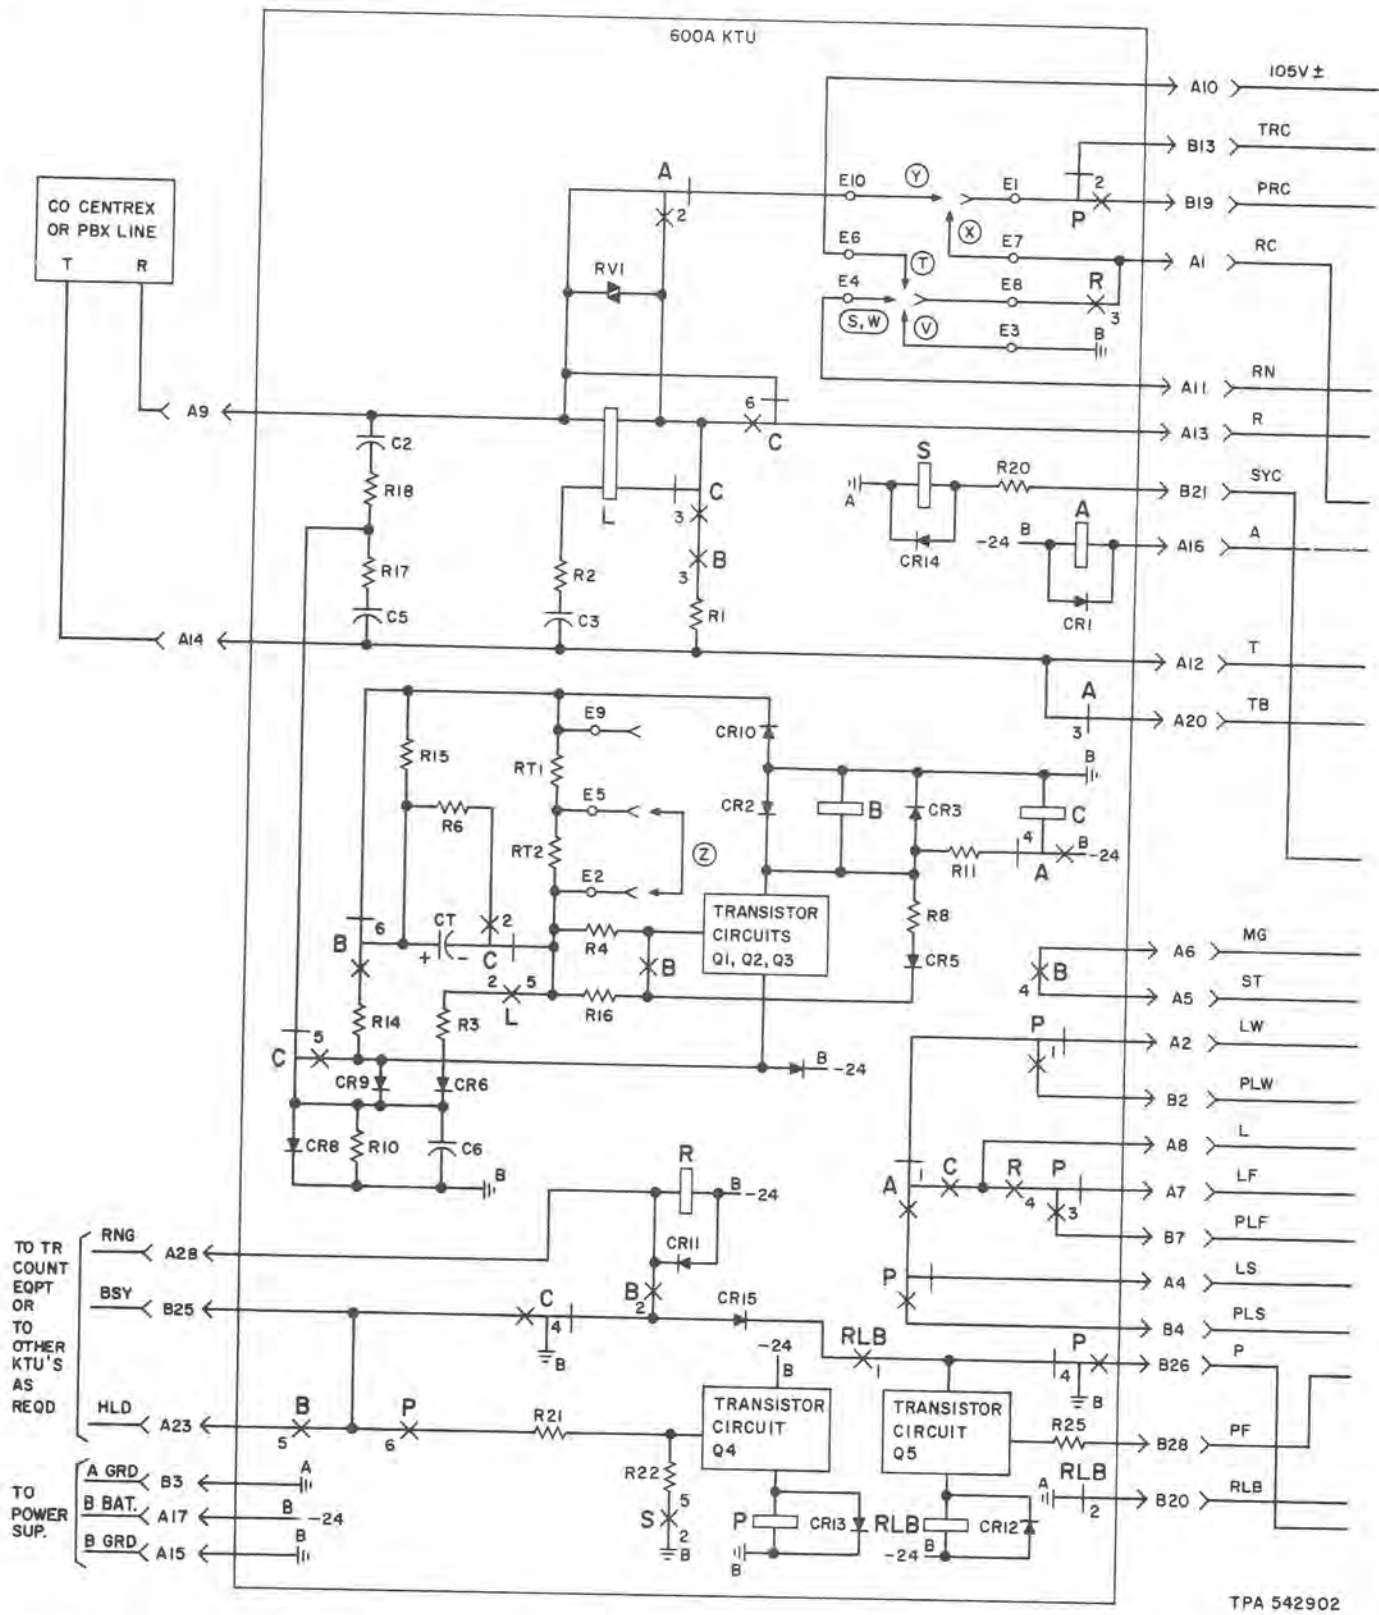 600A KTU
A10 105V ±
B13 TRC
A
E10 Y E1 2 B19 PRC
2 P
CO CENTREX
OR PBX LINE
X
T R
E6 E7 A1 RC
RV1 T
E4 E8 R
S, W V E3 3
B
A11 RN
A9 6 A13 R
C2 C
S R20 B21 SYC
R18 A
C A
L 3 B -24 A16 A
CR14
R17 R2 B
3
C5 C3 R1 CR1
A14 A12 T
A
3 A20 TB
E9 CR10
R15 B
RT1
E5 CR2 B CR3 C
R6
RT2 Z 4 B -24
R11 A
E2
TRANSISTOR
CIRCUITS
Q1, Q2, Q3
R8
6 CT 2 R4
B + - C B CR5 A6 MG
B
4 A5 ST
2 5
R14 R3 L R16
P
1 A2 LW
5
C B -24
CR9 CR6
B2 PLW
CR8 R10 C6 A8 L
R 1 C R P
B A 4 3 A7 LF
B -24
B7 PLF
TO TR
COUNT
EQPT
OR
TO
OTHER
KTU'S
AS
REQD
RNG A28 CR11
P A4 LS
BSY B25 C B
2 CR15
4 B4 PLS
B -24 RLB P
B 1 4 B26 P
B
HLD A23 B P R21
5 6
TRANSISTOR
CIRCUIT
Q4
TRANSISTOR
CIRCUIT
Q5
R25 B28 PF
R22
TO
POWER
SUP.
A GRD B3 A
B BAT. A17 B -24
B GRD A15 B
5
S
2
B
P CR13
B
RLB CR12
B
-24
A RLB
2 B20 RLB
TPA 542902